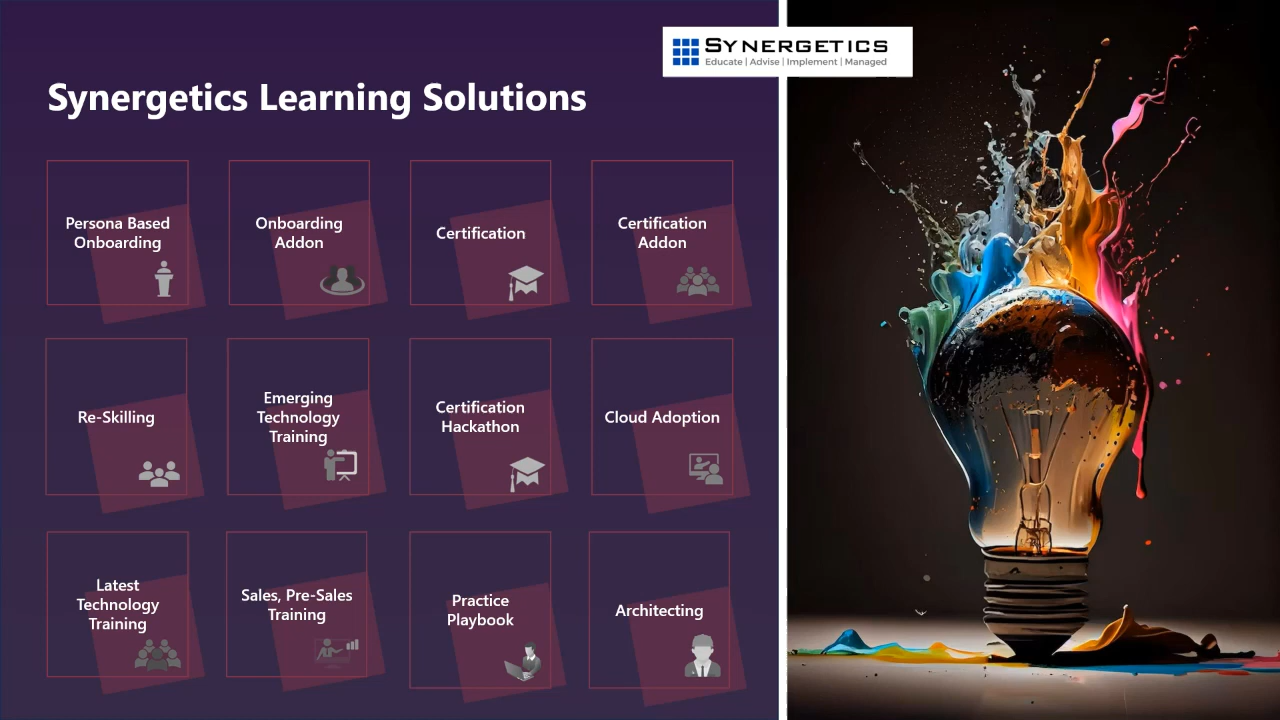 SYNERGETICS
Educate | Advise | Implement | Managed
Synergetics Learning Solutions
Persona Based
Onboarding
Onboarding
Addon
Certification
Certification
Addon
Re-Skilling
Emerging
Technology
Training
Certification
Hackathon
Cloud Adoption
Latest
Technology
Training
Sales, Pre-Sales
Training
Practice
Playbook
Architecting